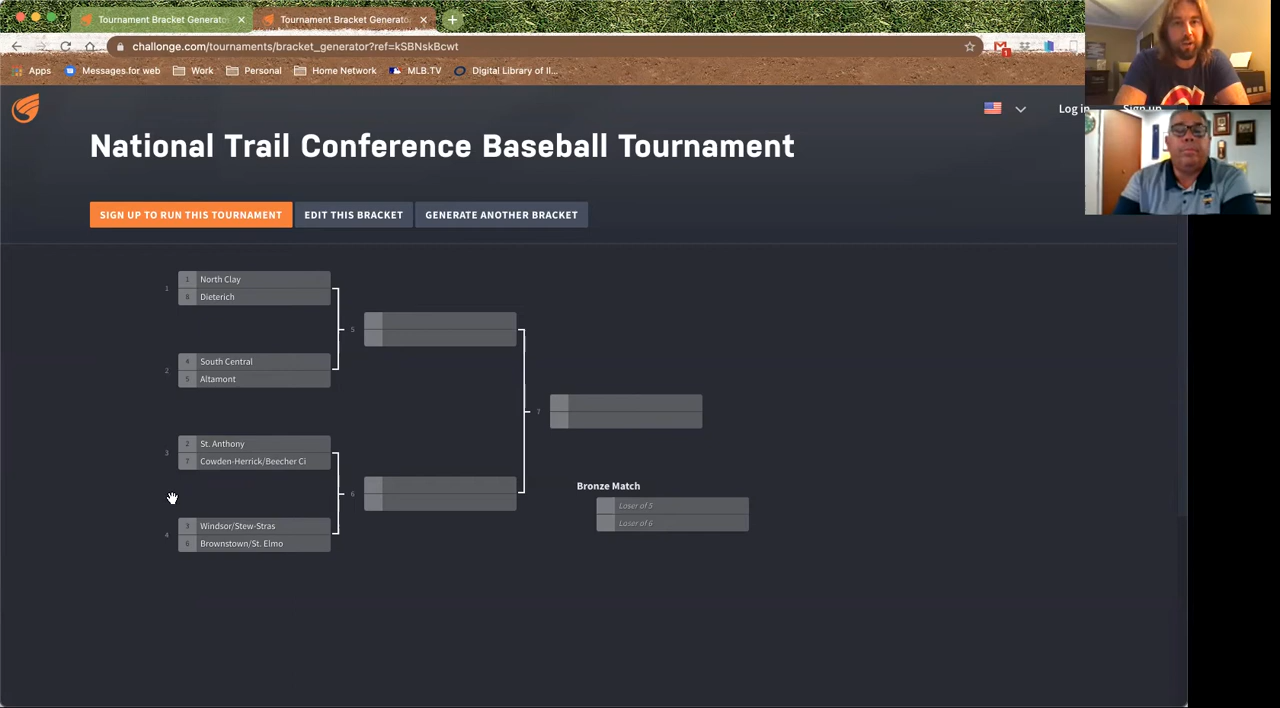 Tournament Bracket Generato
Tournament Bracket Generato
challonge.com/tournaments/bracket_generator?ref=kSBNskBcwt
Apps Messages for web Work Personal Home Network MLB.TV Digital Library of Il...
Log in Sign up
National Trail Conference Baseball Tournament
SIGN UP TO RUN THIS TOURNAMENT EDIT THIS BRACKET GENERATE ANOTHER BRACKET
1
1 North Clay
8 Dieterich
5
2
4 South Central
5 Altamont
7
3
2 St. Anthony
7 Cowden-Herrick/Beecher Ci
6
Bronze Match
Loser of 5
Loser of 6
4
3 Windsor/Stew-Stras
6 Brownstown/St. Elmo